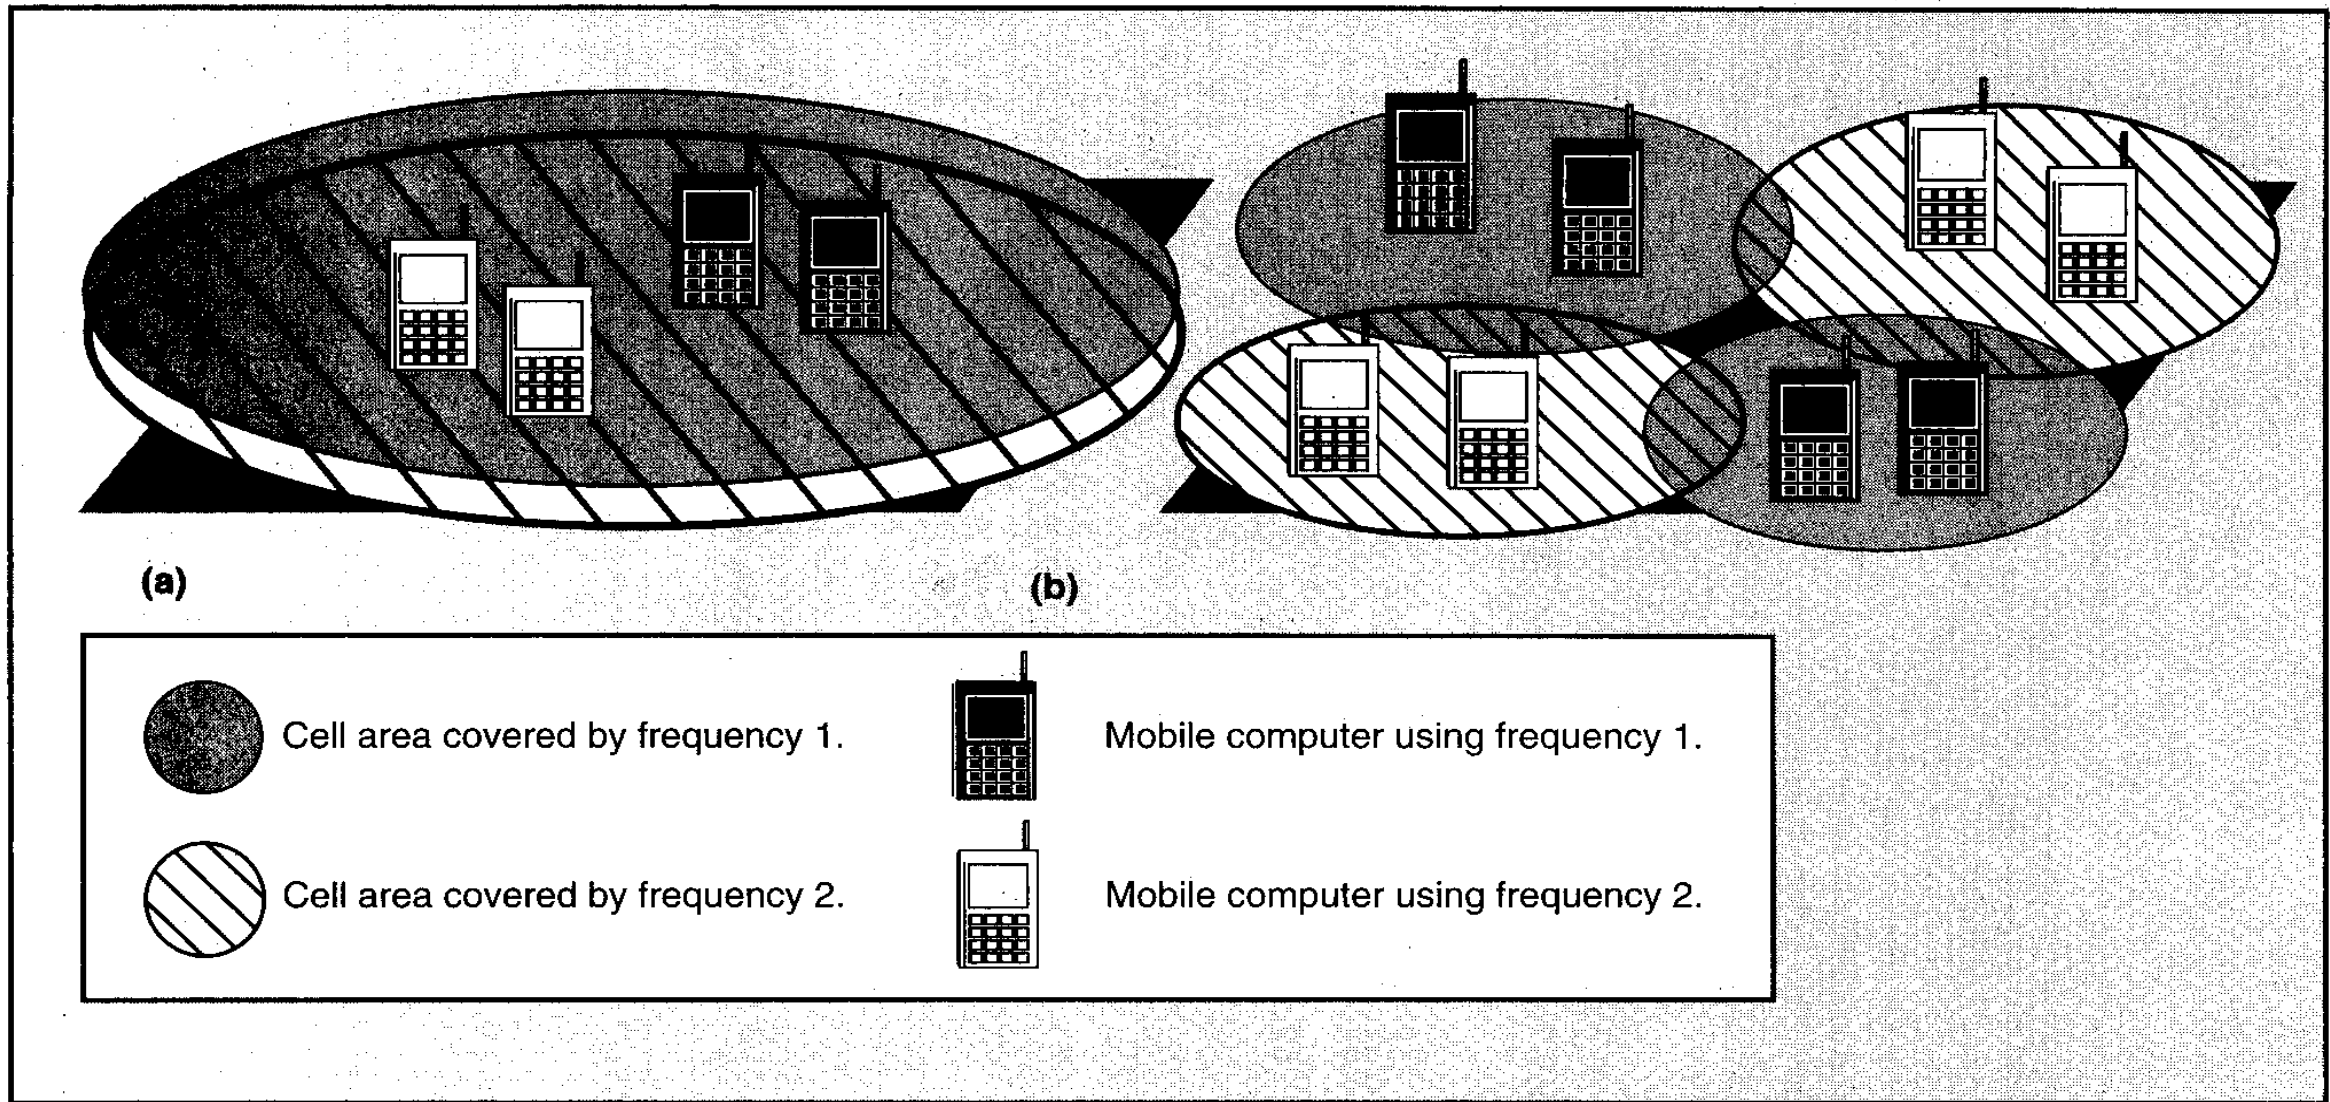 (a)
(b)
Cell area covered by frequency 1.
Mobile computer using frequency 1.
Cell area covered by frequency 2.
Mobile computer using frequency 2.